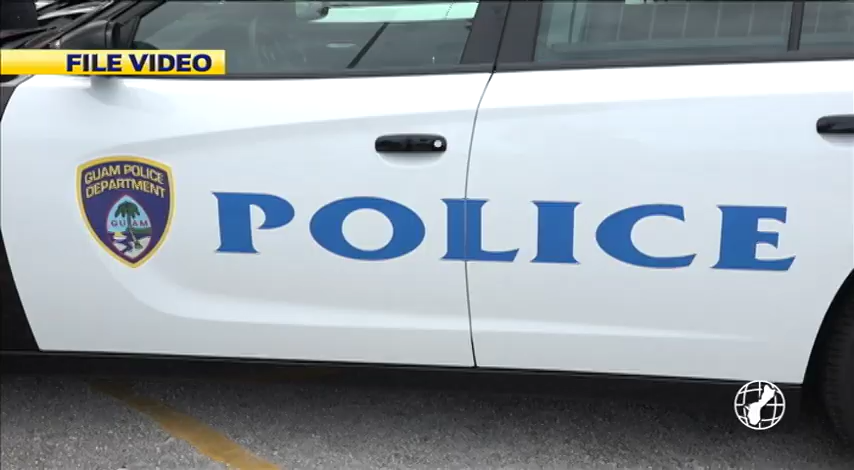 FILE VIDEO
GUAM POLICE
DEPARTMENT
GUAM
POLICE